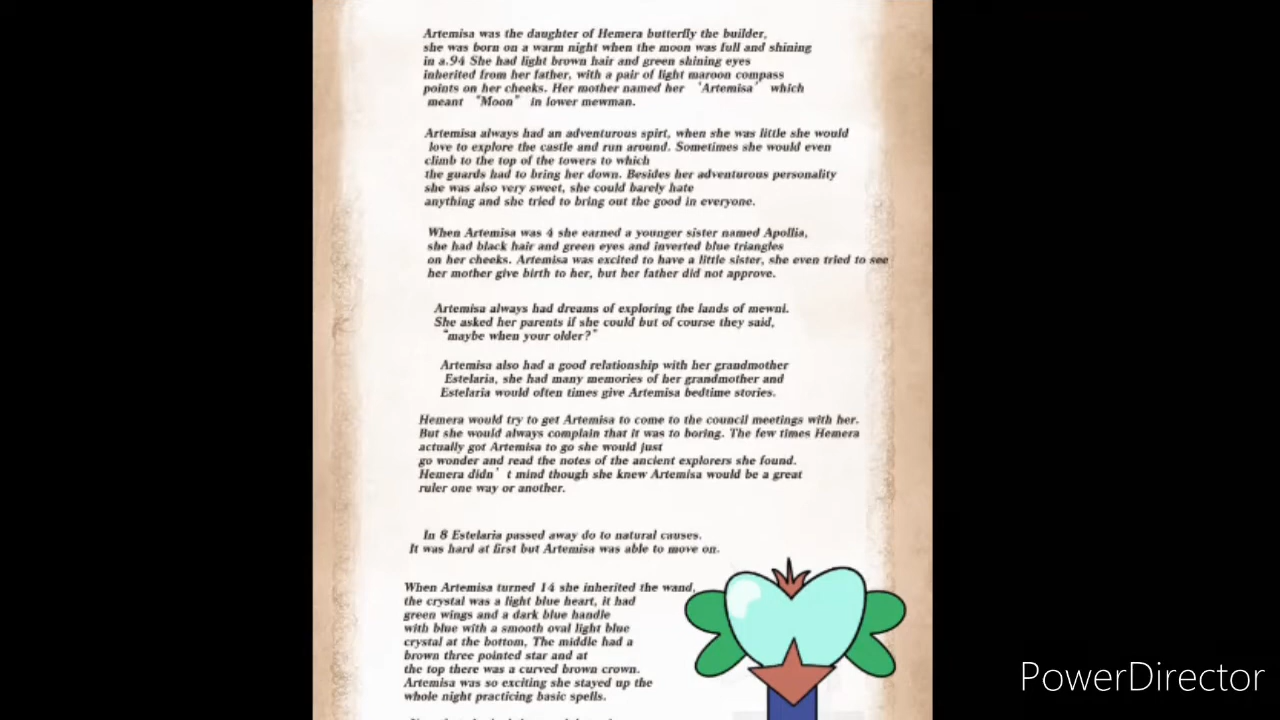 Artemisa was the daughter of Hemera butterfly the builder,
she was born on a warm night when the moon was full and shining
in a.94 She had light brown hair and green shining eyes
inherited from her father, with a pair of light maroon compass
points on her cheeks. Her mother named her "Artemisa" which
meant "Moon" in lower mewman.
Artemisa always had an adventurous spirt, when she was little she would
love to explore the castle and run around. Sometimes she would even
climb to the top of the towers to which
the guards had to bring her down. Besides her adventurous personality
she was also very sweet, she could barely hate
anything and she tried to bring out the good in everyone.
When Artemisa was 4 she earned a younger sister named Apollia,
she had black hair and green eyes and inverted blue triangles
on her cheeks. Artemisa was excited to have a little sister, she even tried to see
her mother give birth to her, but her father did not approve.
Artemisa always had dreams of exploring the lands of mewni.
She asked her parents if she could but of course they said,
"maybe when your older?"
Artemisa also had a good relationship with her grandmother
Estelaria, she had many memories of her grandmother and
Estelaria would often times give Artemisa bedtime stories.
Hemera would try to get Artemisa to come to the council meetings with her.
But she would always complain that it was to boring. The few times Hemera
actually got Artemisa to go she would just
go wonder and read the notes of the ancient explorers she found.
Hemera didn't mind though she knew Artemisa would be a great
ruler one way or another.
In 8 Estelaria passed away do to natural causes.
It was hard at first but Artemisa was able to move on.
When Artemisa turned 14 she inherited the wand,
the crystal was a light blue heart, it had
green wings and a dark blue handle
with blue with a smooth oval light blue
crystal at the bottom, The middle had a
brown three pointed star and at
the top there was a curved brown crown.
Artemisa was so exciting she stayed up the
whole night practicing basic spells.
PowerDirector